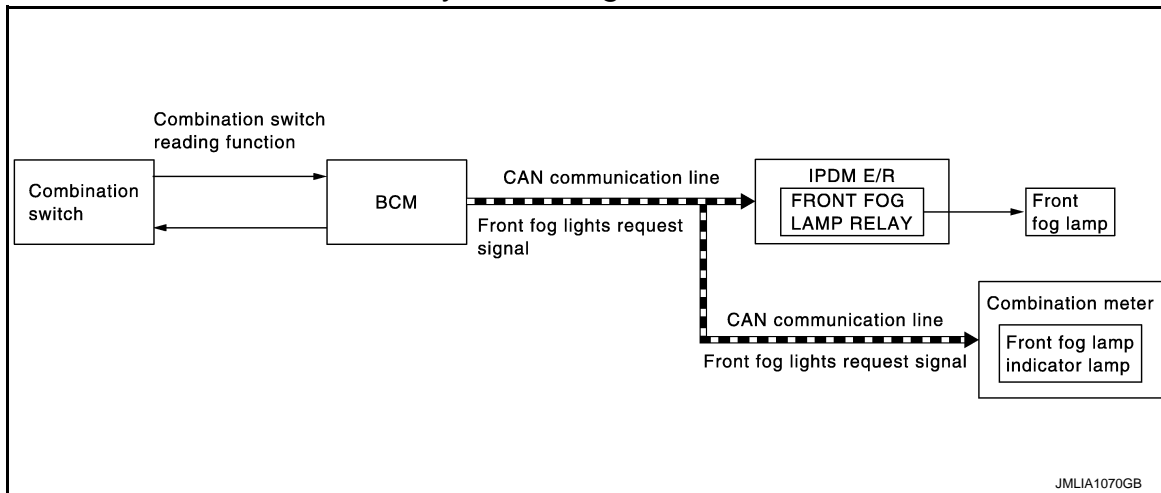 Combination switch
reading function
Combination
switch
BCM
CAN communication line
Front fog lights request
signal
IPDM E/R
FRONT FOG
LAMP RELAY
Front
fog lamp
CAN communication line
Front fog lights request signal
Combination meter
Front fog lamp
indicator lamp
JMLIA1070GB